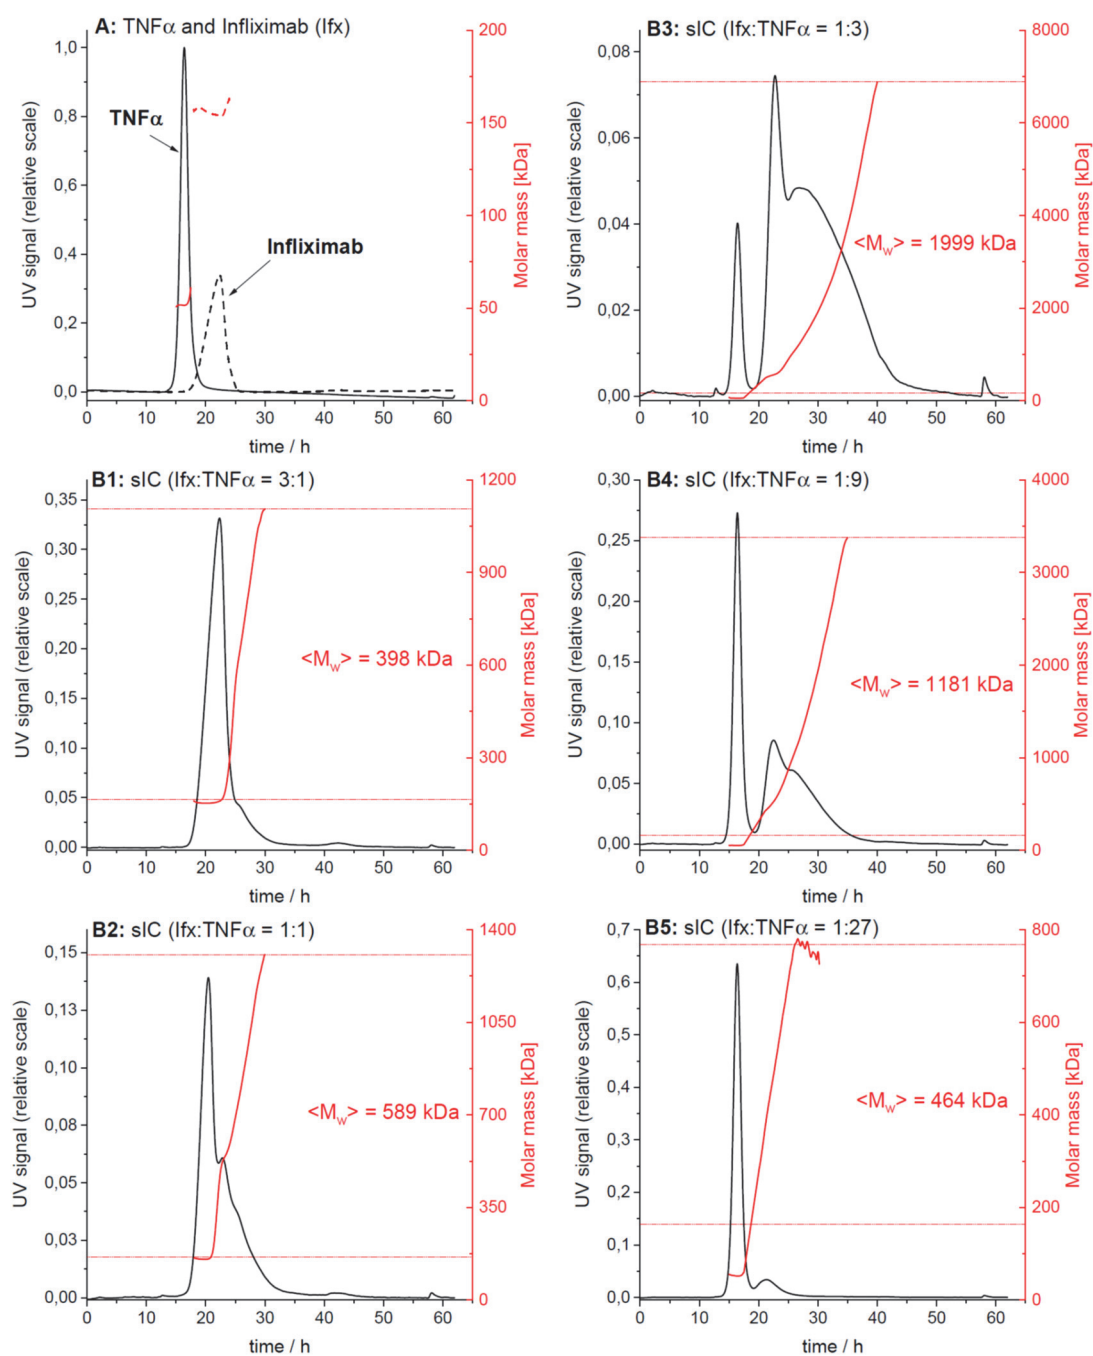 A: TNFα and Infliximab (Ifx)
UV signal (relative scale)
1,0
0,8
0,6
0,4
0,2
0,0
TNFα
Infliximab
200
150
100
50
0
Molar mass [kDa]
0 10 20 30 40 50 60
time / h
B3: sIC (Ifx:TNFα = 1:3)
UV signal (relative scale)
0,08
0,06
0,04
0,02
0,00
<Mw> = 1999 kDa
8000
6000
4000
2000
0
Molar mass [kDa]
0 10 20 30 40 50 60
time / h
B1: sIC (Ifx:TNFα = 3:1)
UV signal (relative scale)
0,35
0,30
0,25
0,20
0,15
0,10
0,05
0,00
<Mw> = 398 kDa
1200
900
600
300
0
Molar mass [kDa]
0 10 20 30 40 50 60
time / h
B4: sIC (Ifx:TNFα = 1:9)
UV signal (relative scale)
0,30
0,25
0,20
0,15
0,10
0,05
0,00
<Mw> = 1181 kDa
4000
3000
2000
1000
0
Molar mass [kDa]
0 10 20 30 40 50 60
time / h
B2: sIC (Ifx:TNFα = 1:1)
UV signal (relative scale)
0,15
0,13
0,10
0,08
0,05
0,03
0,00
<Mw> = 589 kDa
1400
1050
700
350
0
Molar mass [kDa]
0 10 20 30 40 50 60
time / h
B5: sIC (Ifx:TNFα = 1:27)
UV signal (relative scale)
0,7
0,6
0,5
0,4
0,3
0,2
0,1
0,0
<Mw> = 464 kDa
800
600
400
200
0
Molar mass [kDa]
0 10 20 30 40 50 60
time / h